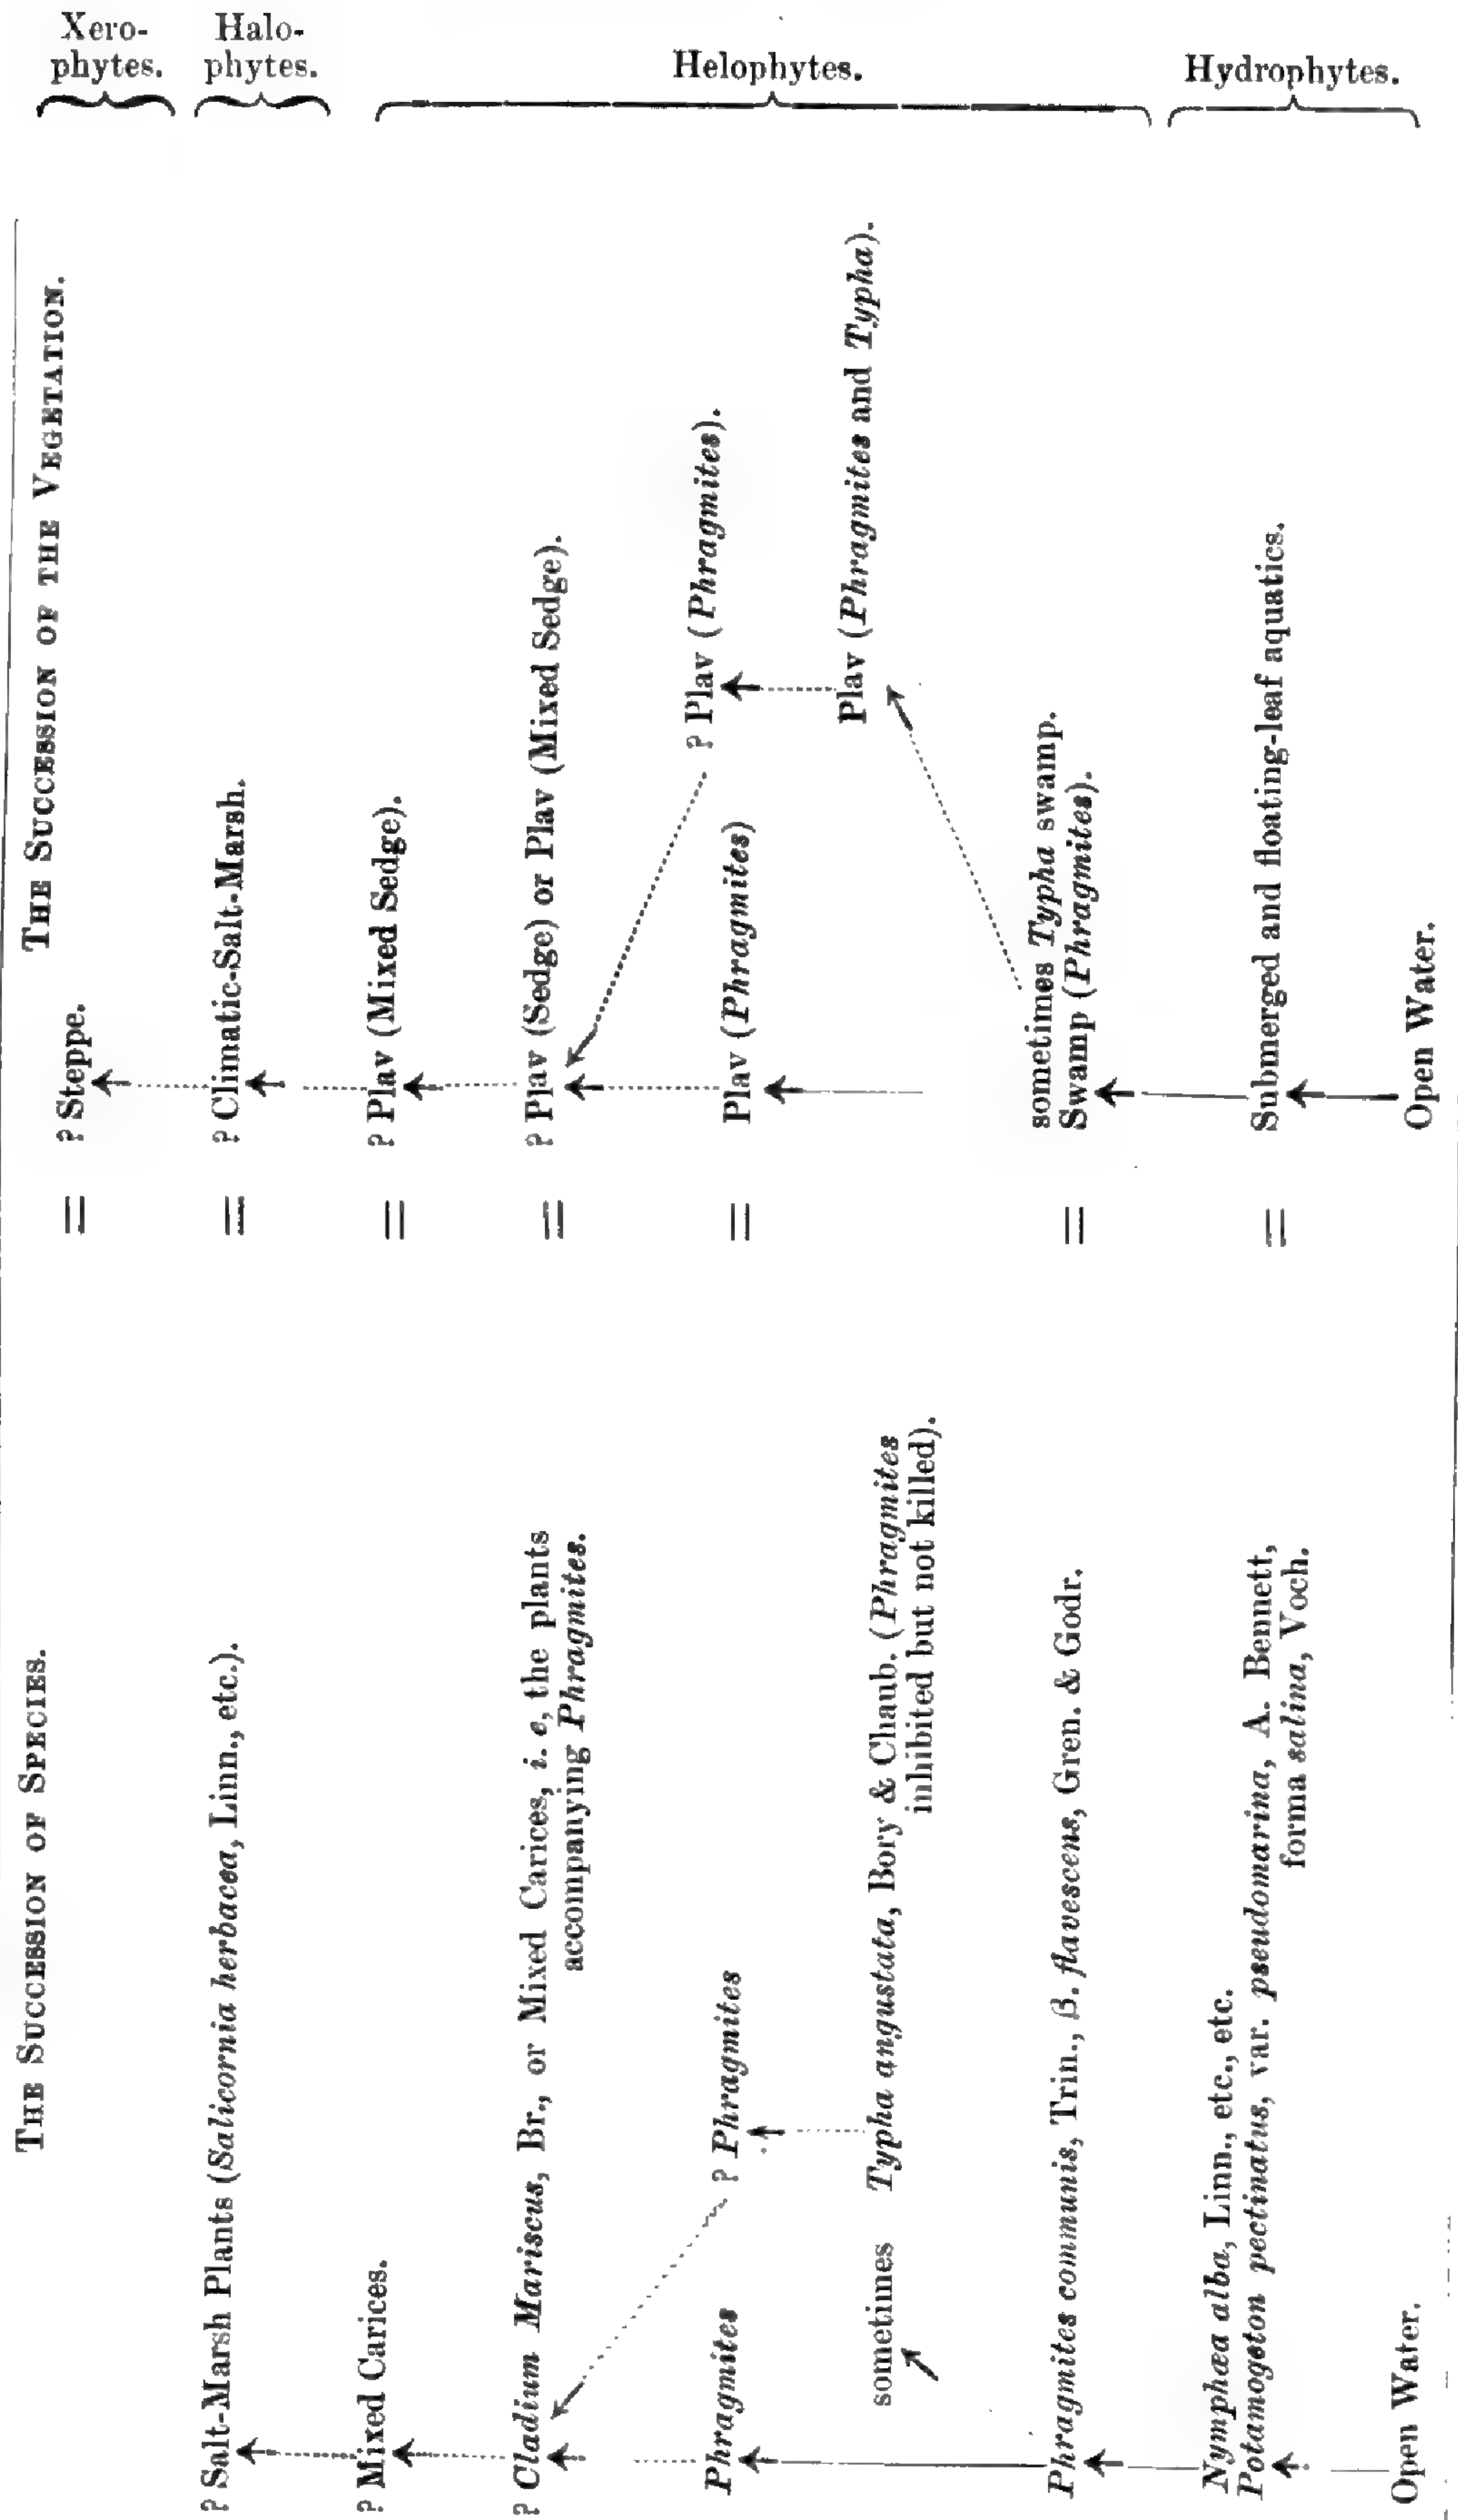 THE SUCCESSION OF SPECIES.
? Salt-Marsh Plants (Salicornia herbacea, Linn., etc.).
? Mixed Carices.
? Cladium Mariscus, Br., or Mixed Carices, i. e, the plants
accompanying Phragmites.
Phragmites
? Phragmites
sometimes
Typha angustata, Bory & Chaub. (Phragmites
inhibited but not killed).
Phragmites communis, Trin., β. flavescens, Gren. & Godr.
Nymphæa alba, Linn., etc., etc.
Potamogeton pectinatus, var. pseudomarina, A. Bennett,
forma salina, Voch.
Open Water.
=
=
=
=
=
=
=
THE SUCCESSION OF THE VEGETATION.
? Steppe.
? Climatic-Salt-Marsh.
? Plav (Mixed Sedge).
? Plav (Sedge) or Plav (Mixed Sedge).
Plav (Phragmites)
? Plav (Phragmites).
Plav (Phragmites and Typha).
sometimes Typha swamp.
Swamp (Phragmites).
Submerged and floating-leaf aquatics.
Open Water.
Xero-
phytes.
Halo-
phytes.
Helophytes.
Hydrophytes.